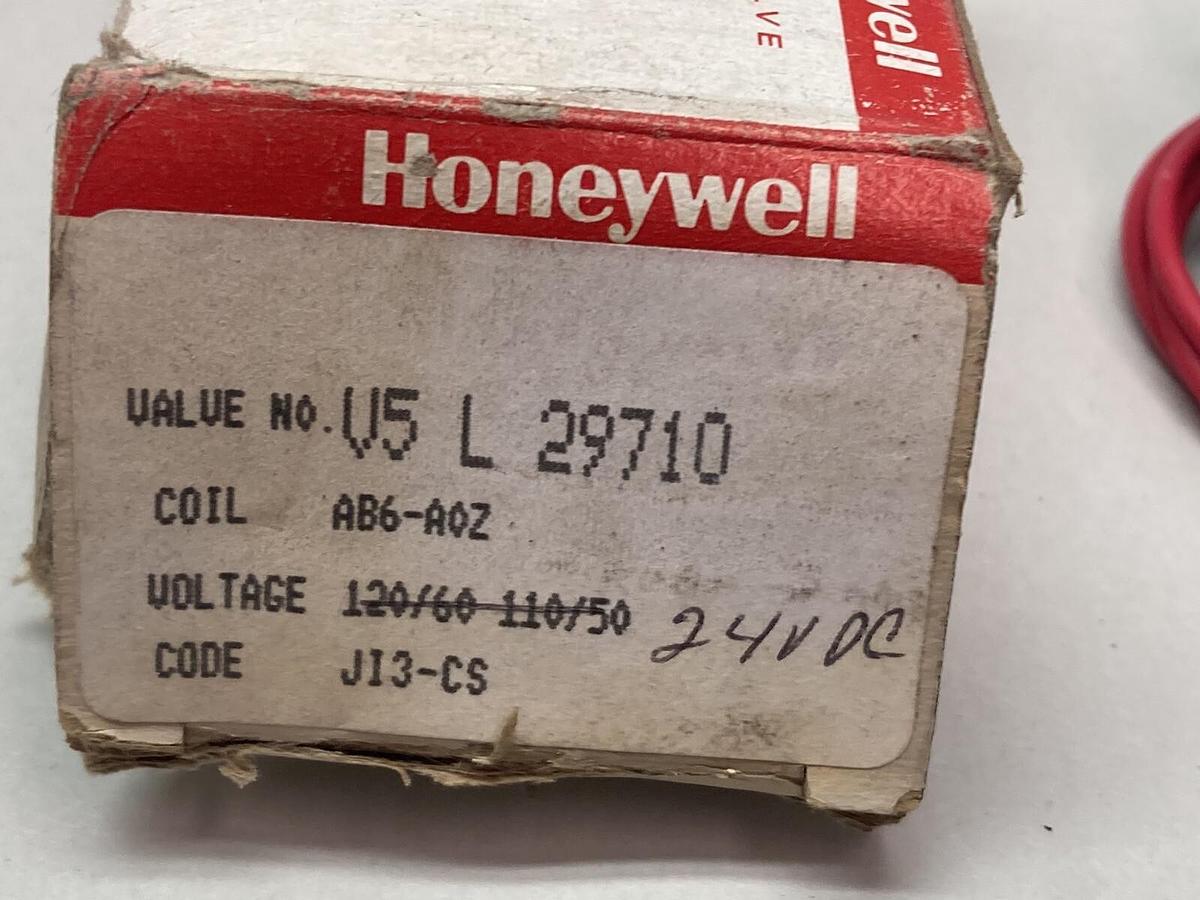 VE
well
Honeywell
VALVE NO. V5 L 29710
COIL AB6-A0Z
VOLTAGE 120/60 110/50 24VDC
CODE JI3-CS